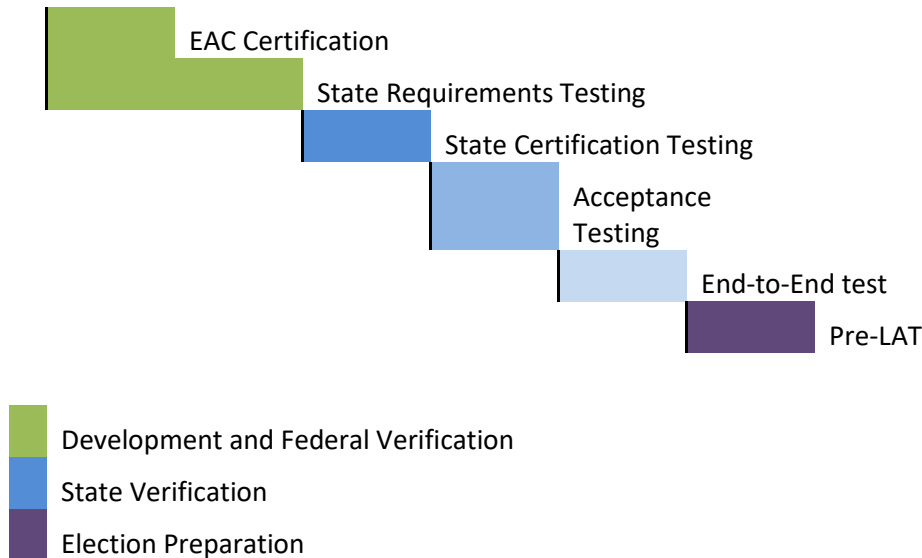 EAC Certification
State Requirements Testing
State Certification Testing
Acceptance
Testing
End-to-End test
Pre-LAT
Development and Federal Verification
State Verification
Election Preparation